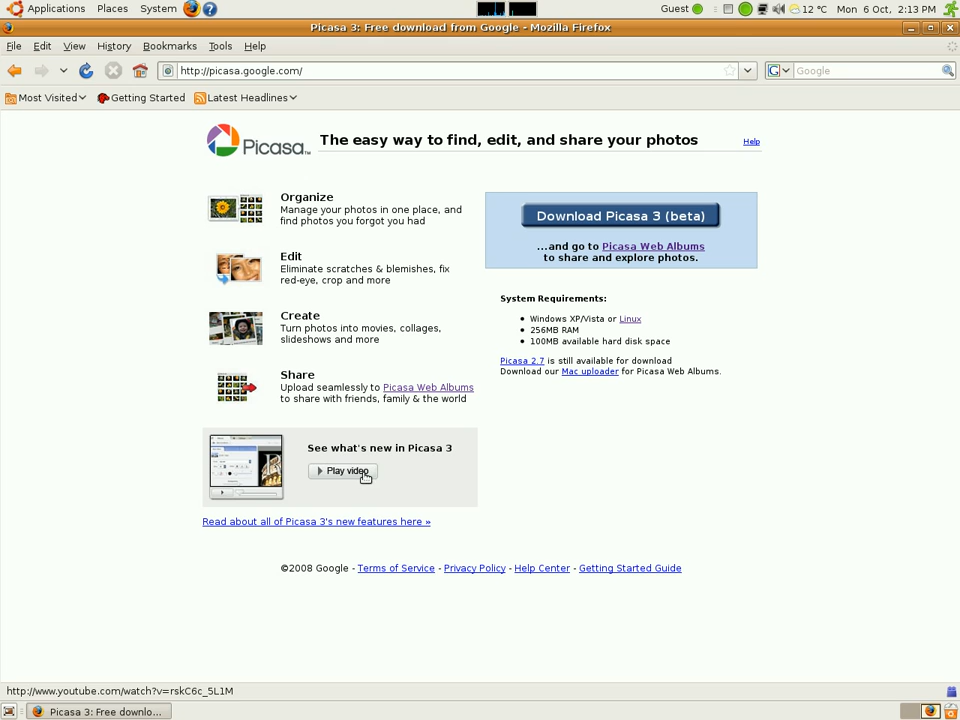 Applications Places System Guest 12 °C Mon 6 Oct, 2:13 PM
Picasa 3: Free download from Google - Mozilla Firefox
File Edit View History Bookmarks Tools Help
http://picasa.google.com/ Google
Most Visited Getting Started Latest Headlines
Picasa™ The easy way to find, edit, and share your photos Help
Organize
Manage your photos in one place, and
find photos you forgot you had
Edit
Eliminate scratches & blemishes, fix
red-eye, crop and more
Create
Turn photos into movies, collages,
slideshows and more
Share
Upload seamlessly to Picasa Web Albums
to share with friends, family & the world
Download Picasa 3 (beta)
...and go to Picasa Web Albums
to share and explore photos.
System Requirements:
Windows XP/Vista or Linux
256MB RAM
100MB available hard disk space
Picasa 2.7 is still available for download
Download our Mac uploader for Picasa Web Albums.
See what's new in Picasa 3
Play video
Read about all of Picasa 3's new features here »
©2008 Google - Terms of Service - Privacy Policy - Help Center - Getting Started Guide
http://www.youtube.com/watch?v=rskC6c_5L1M
Picasa 3: Free downlo...